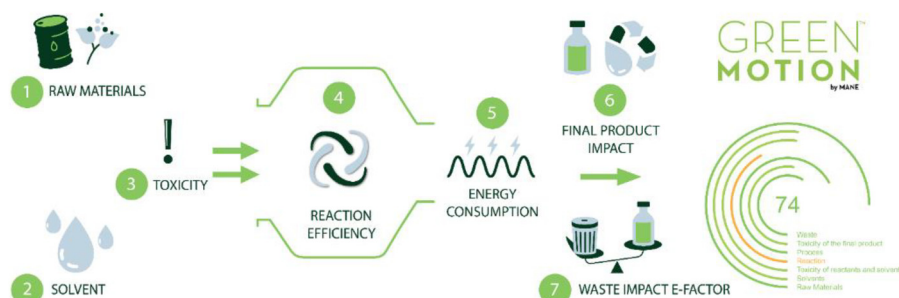 1 RAW MATERIALS
2 SOLVENT
3 TOXICITY
4
REACTION
EFFICIENCY
5
ENERGY
CONSUMPTION
6
FINAL PRODUCT
IMPACT
7 WASTE IMPACT E-FACTOR
GREEN™
MOTION
by MANE
74
Waste
Toxicity of the final product
Process
Reaction
Toxicity of reactants and solvent
Solvents
Raw Materials